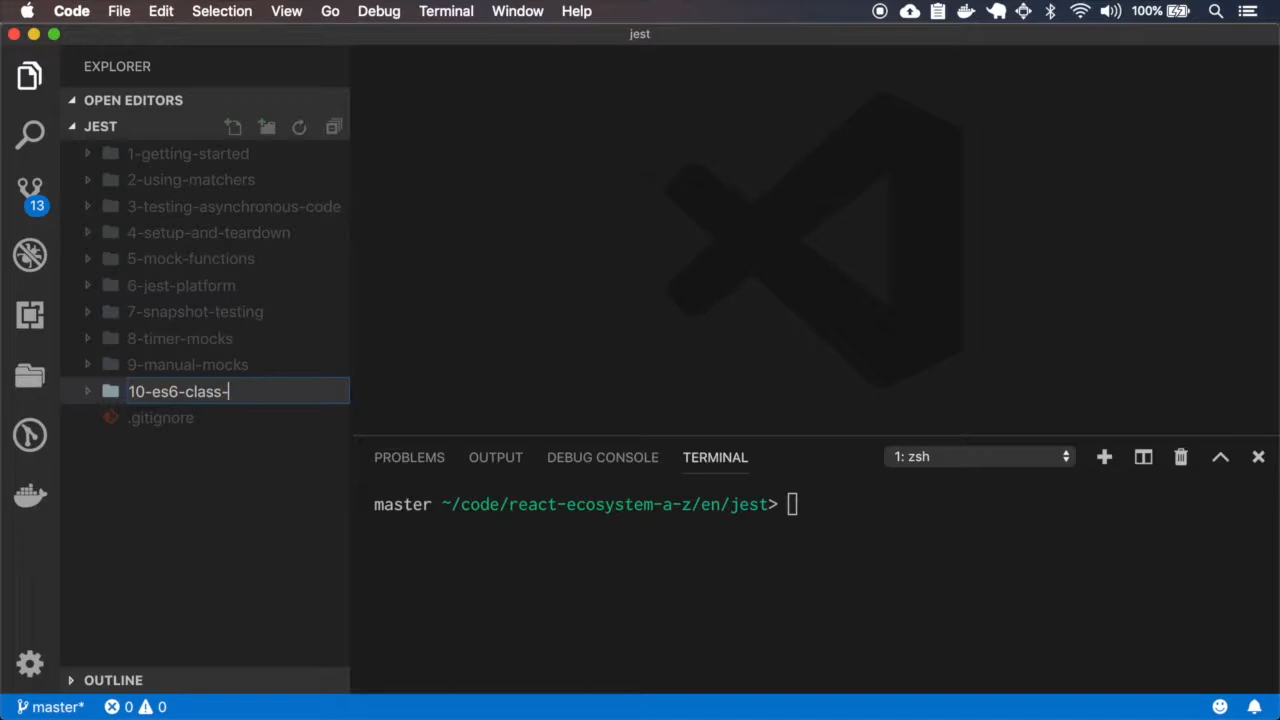 Code File Edit Selection View Go Debug Terminal Window Help 100%
jest
EXPLORER
OPEN EDITORS
JEST
1-getting-started
2-using-matchers
3-testing-asynchronous-code
4-setup-and-teardown
5-mock-functions
6-jest-platform
7-snapshot-testing
8-timer-mocks
9-manual-mocks
10-es6-class-
.gitignore
13
PROBLEMS OUTPUT DEBUG CONSOLE TERMINAL 1: zsh
master ~/code/react-ecosystem-a-z/en/jest>
OUTLINE
master* 0 0